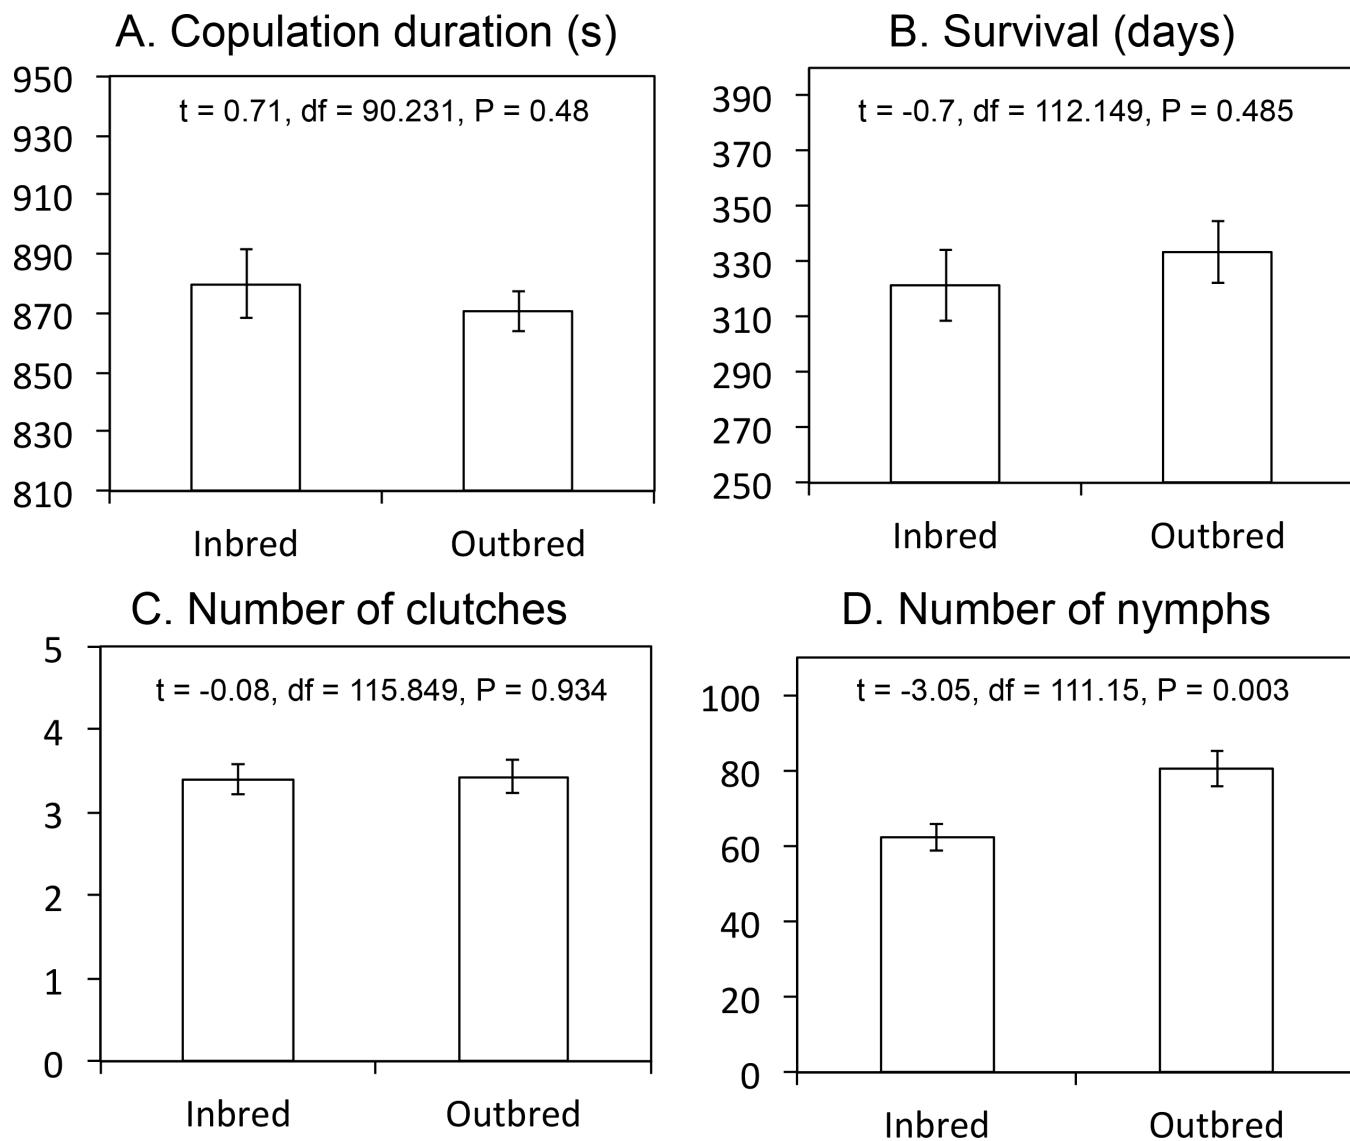 A. Copulation duration (s)
950
930
910
890
870
850
830
810
t = 0.71, df = 90.231, P = 0.48
Inbred
Outbred
B. Survival (days)
390
370
350
330
310
290
270
250
t = -0.7, df = 112.149, P = 0.485
Inbred
Outbred
C. Number of clutches
5
4
3
2
1
0
t = -0.08, df = 115.849, P = 0.934
Inbred
Outbred
D. Number of nymphs
100
80
60
40
20
0
t = -3.05, df = 111.15, P = 0.003
Inbred
Outbred